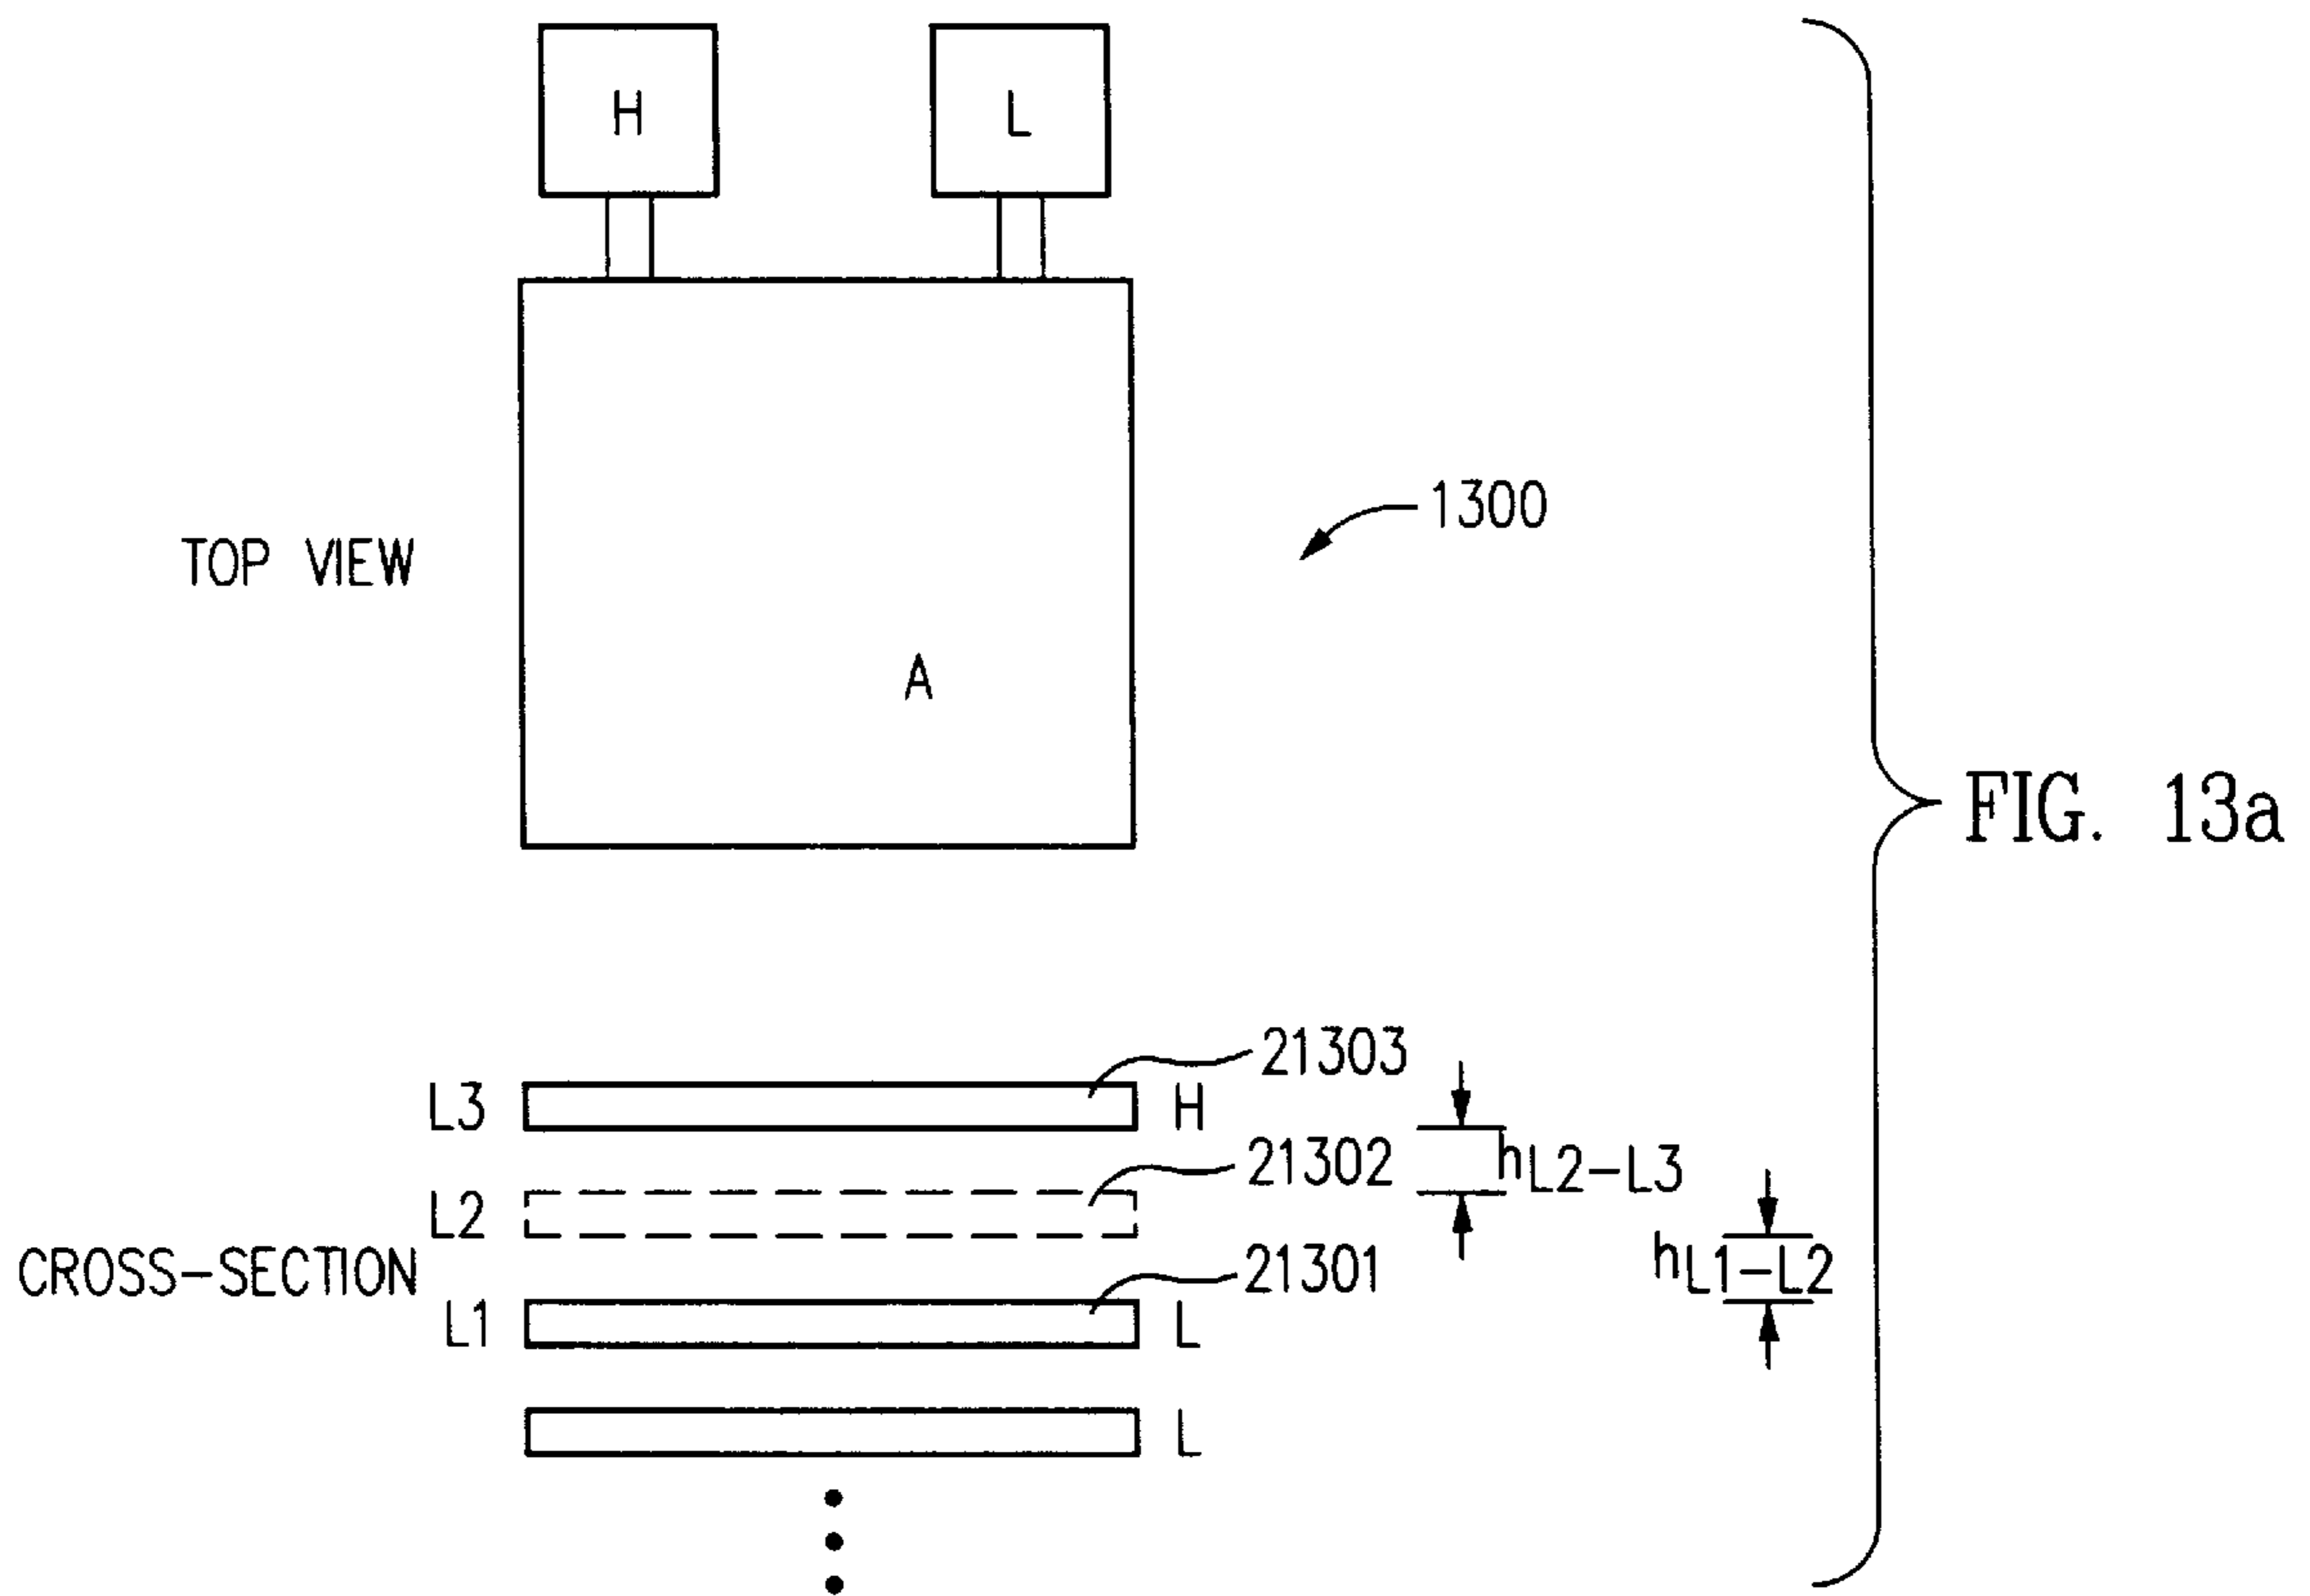 H L
1300
TOP VIEW
A
FIG. 13a
21303
L3 H
21302
hL2-L3
L2
CROSS-SECTION
21301
hL1-L2
L1 L
L